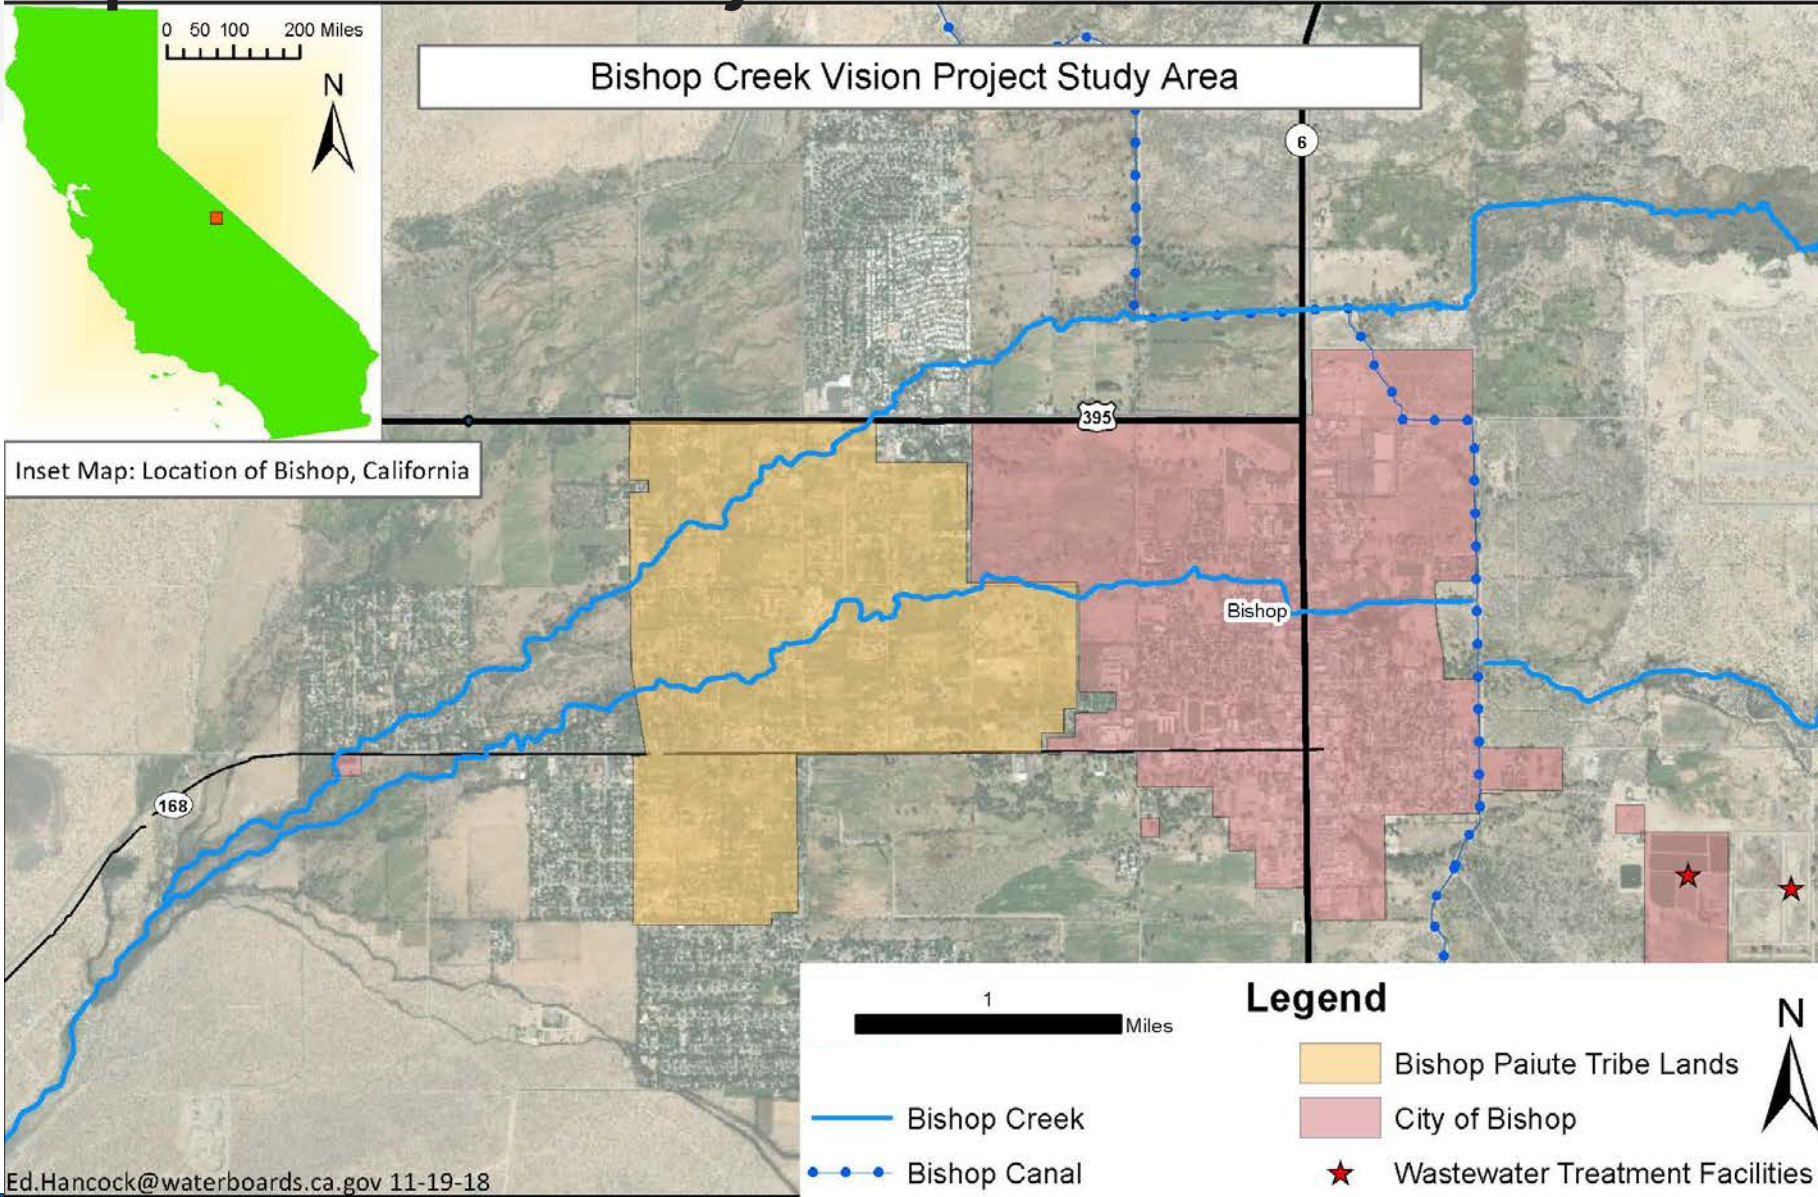 0 50 100 200 Miles
N
Bishop Creek Vision Project Study Area
6
395
Inset Map: Location of Bishop, California
Bishop
168
1
Miles
Legend
N
Bishop Paiute Tribe Lands
Bishop Creek
City of Bishop
Bishop Canal
Wastewater Treatment Facilities
Ed.Hancock@waterboards.ca.gov 11-19-18